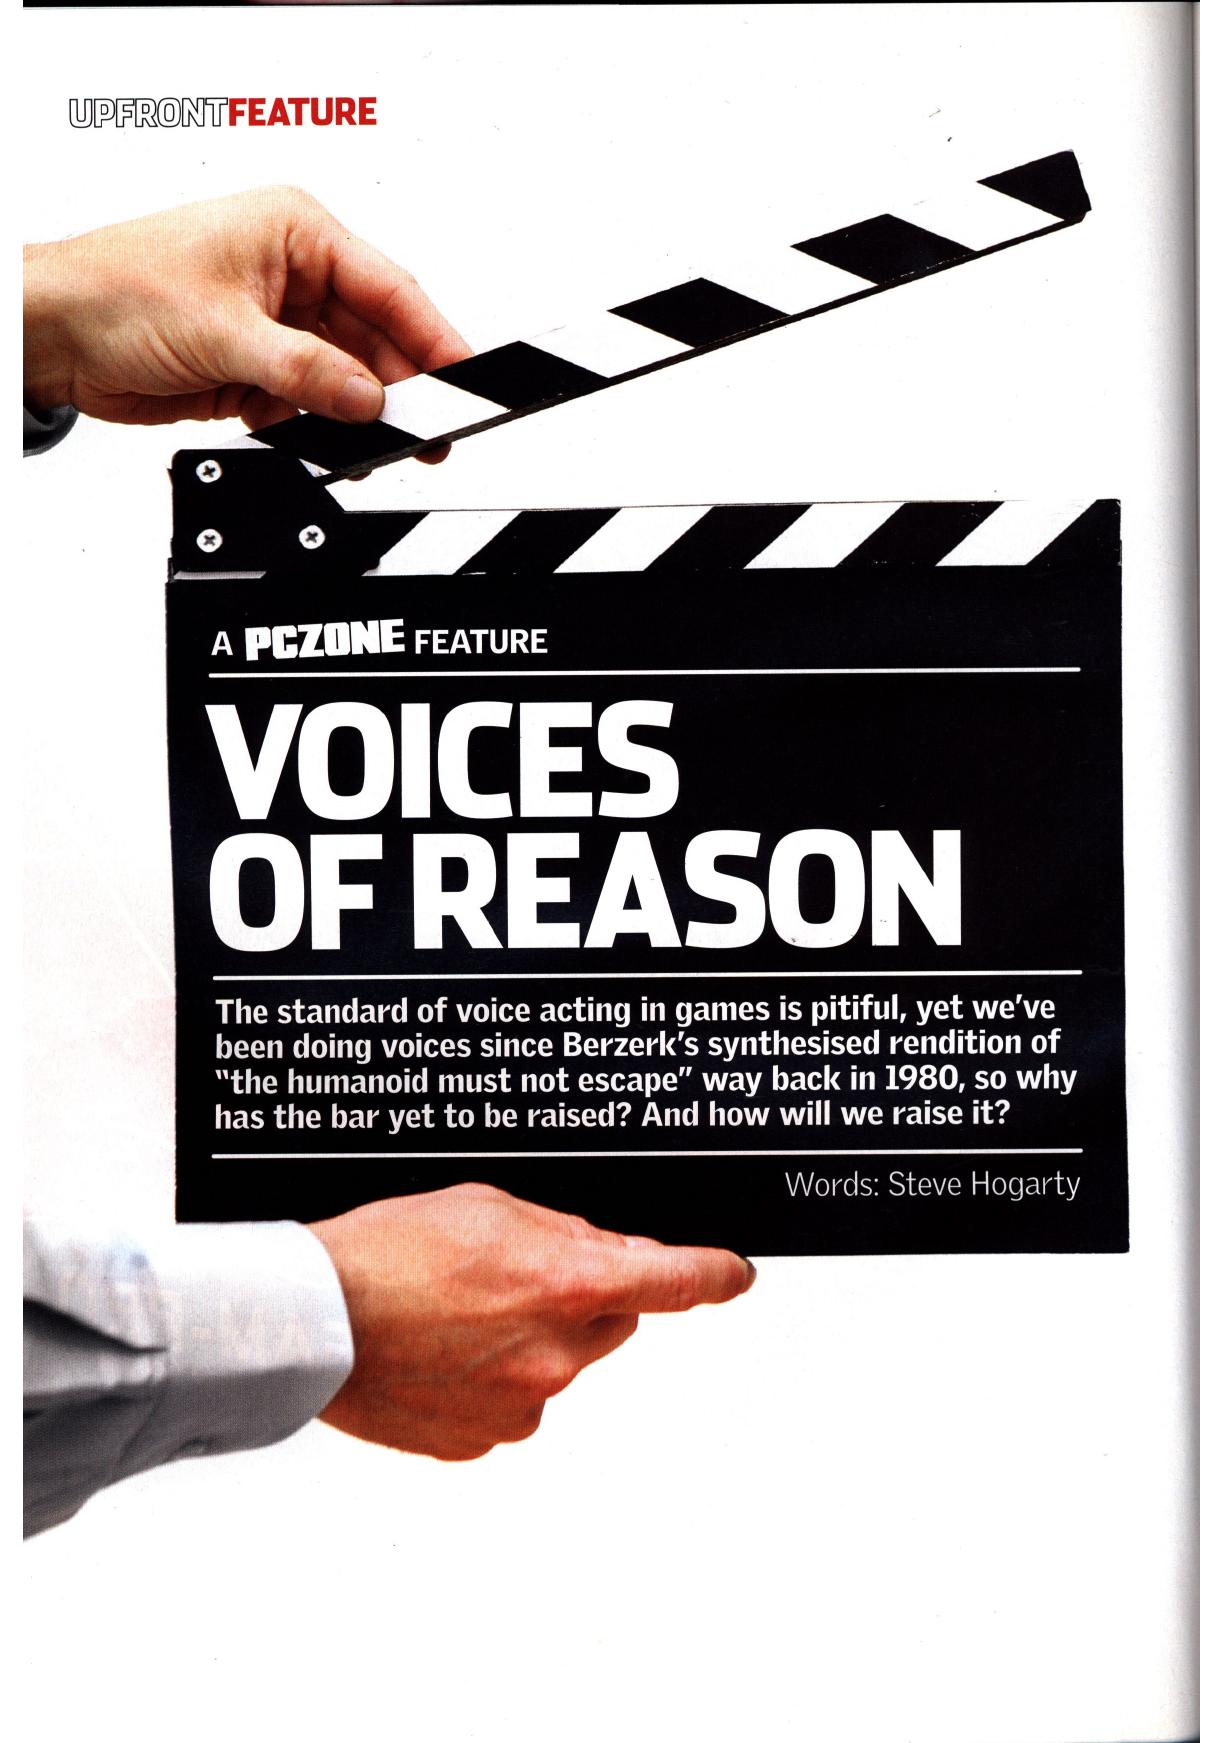 UPFRONTFEATURE
A PCZONE FEATURE
VOICES
OF REASON
The standard of voice acting in games is pitiful, yet we've
been doing voices since Berzerk's synthesised rendition of
"the humanoid must not escape" way back in 1980, so why
has the bar yet to be raised? And how will we raise it?
Words: Steve Hogarty